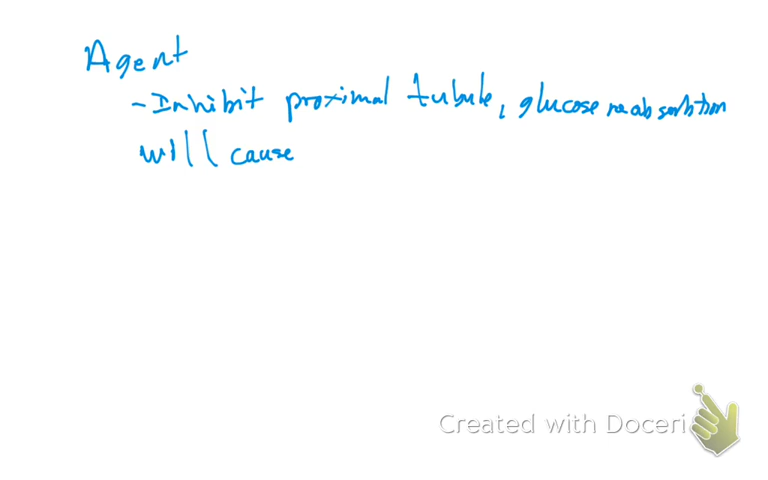 Agent
- Inhibit proximal tubule, glucose reabsorbtion
will cause
Created with Doceri